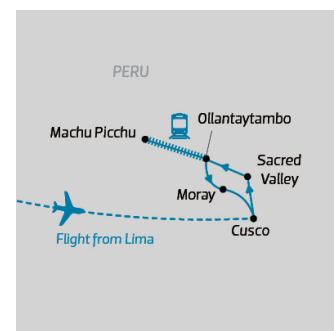 PERU
Ollantaytambo
Machu Picchu
Sacred
Valley
Moray
Cusco
Flight from Lima